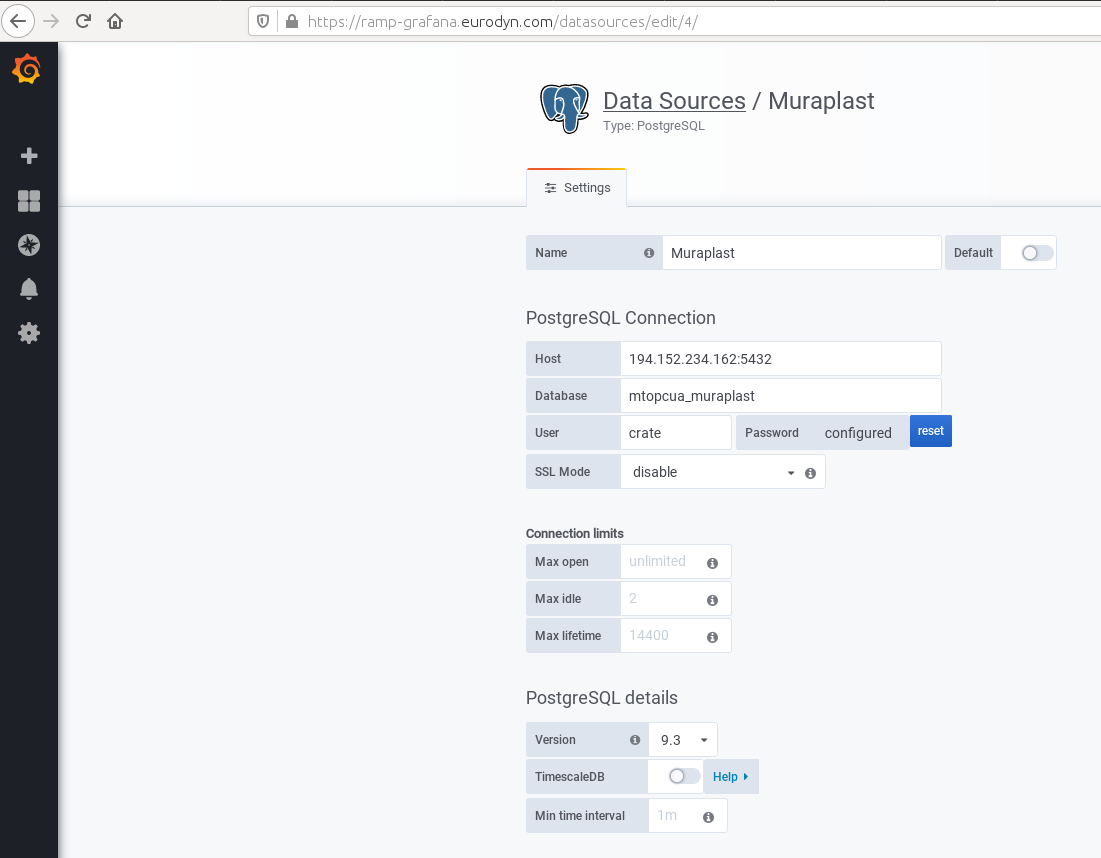 https://ramp-grafana.eurodyn.com/datasources/edit/4/
Data Sources / Muraplast
Type: PostgreSQL
Settings
Name Muraplast Default
PostgreSQL Connection
Host 194.152.234.162:5432
Database mtopcua_muraplast
User crate Password configured reset
SSL Mode disable
Connection limits
Max open unlimited
Max idle 2
Max lifetime 14400
PostgreSQL details
Version 9.3
TimescaleDB Help
Min time interval 1m